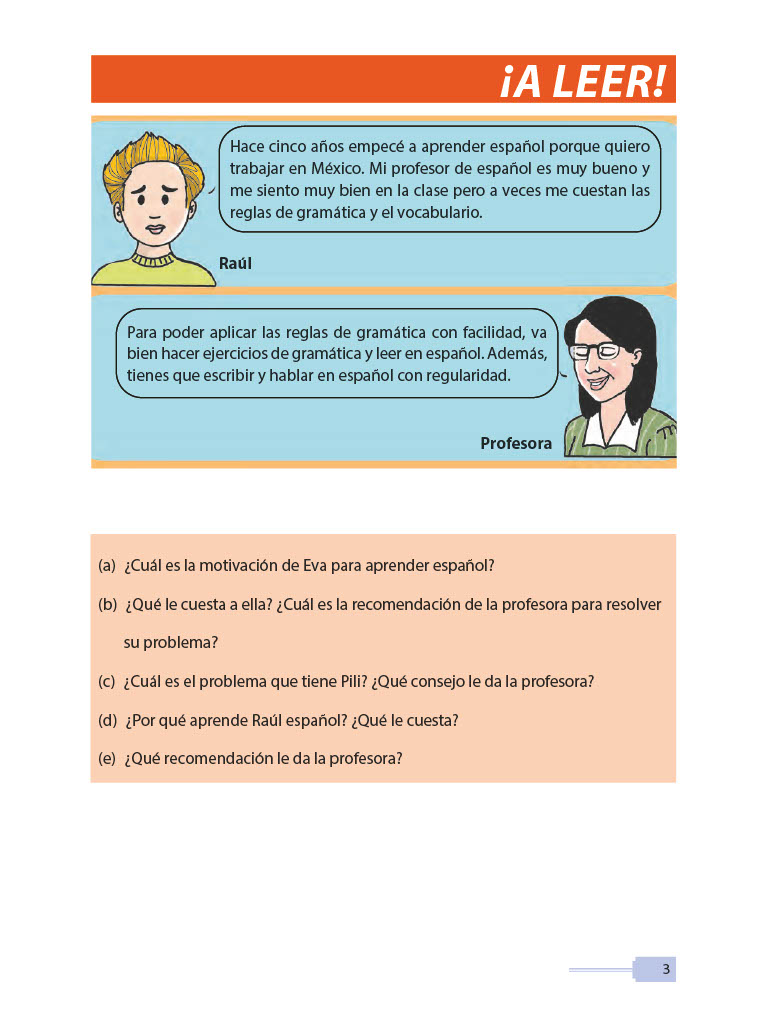 ¡A LEER!
Hace cinco años empecé a aprender español porque quiero
trabajar en México. Mi profesor de español es muy bueno y
me siento muy bien en la clase pero a veces me cuestan las
reglas de gramática y el vocabulario.
Raúl
Para poder aplicar las reglas de gramática con facilidad, va
bien hacer ejercicios de gramática y leer en español. Además,
tienes que escribir y hablar en español con regularidad.
Profesora
(a) ¿Cuál es la motivación de Eva para aprender español?
(b) ¿Qué le cuesta a ella? ¿Cuál es la recomendación de la profesora para resolver
su problema?
(c) ¿Cuál es el problema que tiene Pili? ¿Qué consejo le da la profesora?
(d) ¿Por qué aprende Raúl español? ¿Qué le cuesta?
(e) ¿Qué recomendación le da la profesora?
3